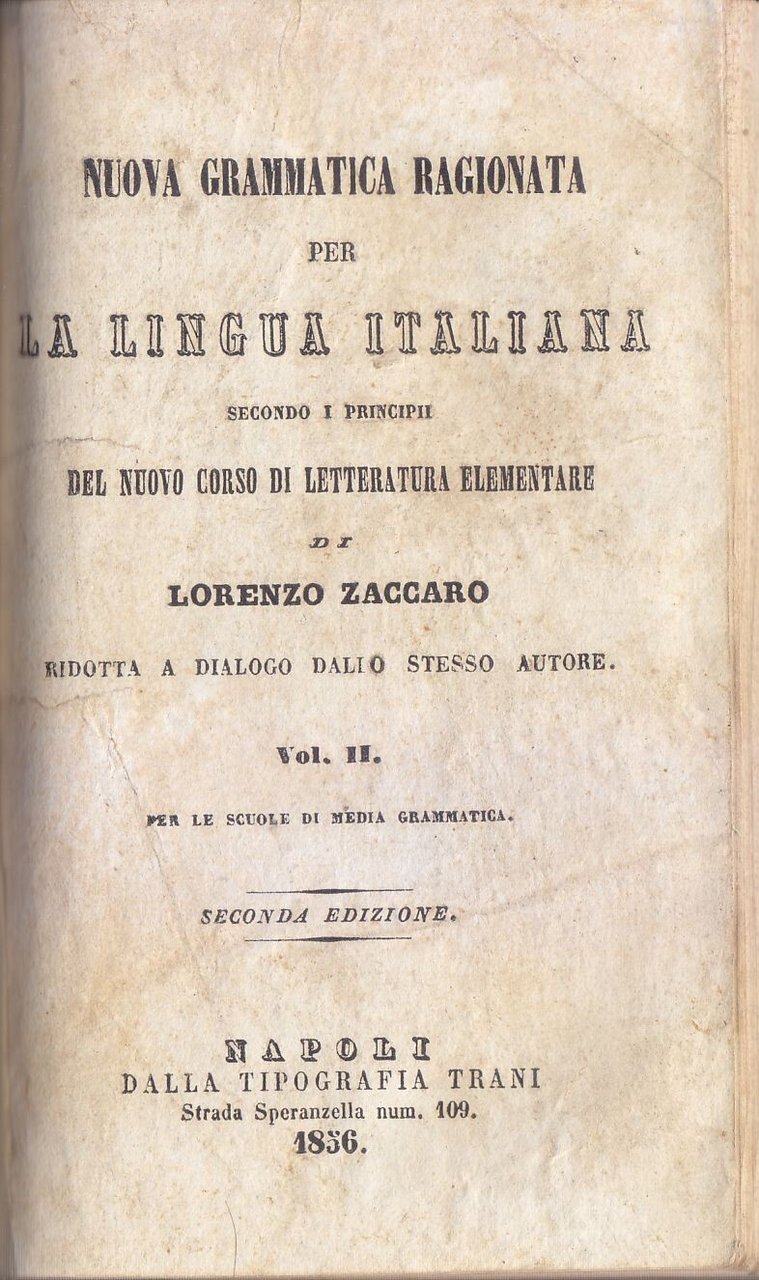 NUOVA GRAMMATICA RAGIONATA
PER
LA LINGUA ITALIANA
SECONDO I PRINCIPII
DEL NUOVO CORSO DI LETTERATURA ELEMENTARE
DI
LORENZO ZACCARO
RIDOTTA A DIALOGO DALLO STESSO AUTORE.
Vol. II.
PER LE SCUOLE DI MEDIA GRAMMATICA.
SECONDA EDIZIONE.
NAPOLI
DALLA TIPOGRAFIA TRANI
Strada Speranzella num. 109.
1856.